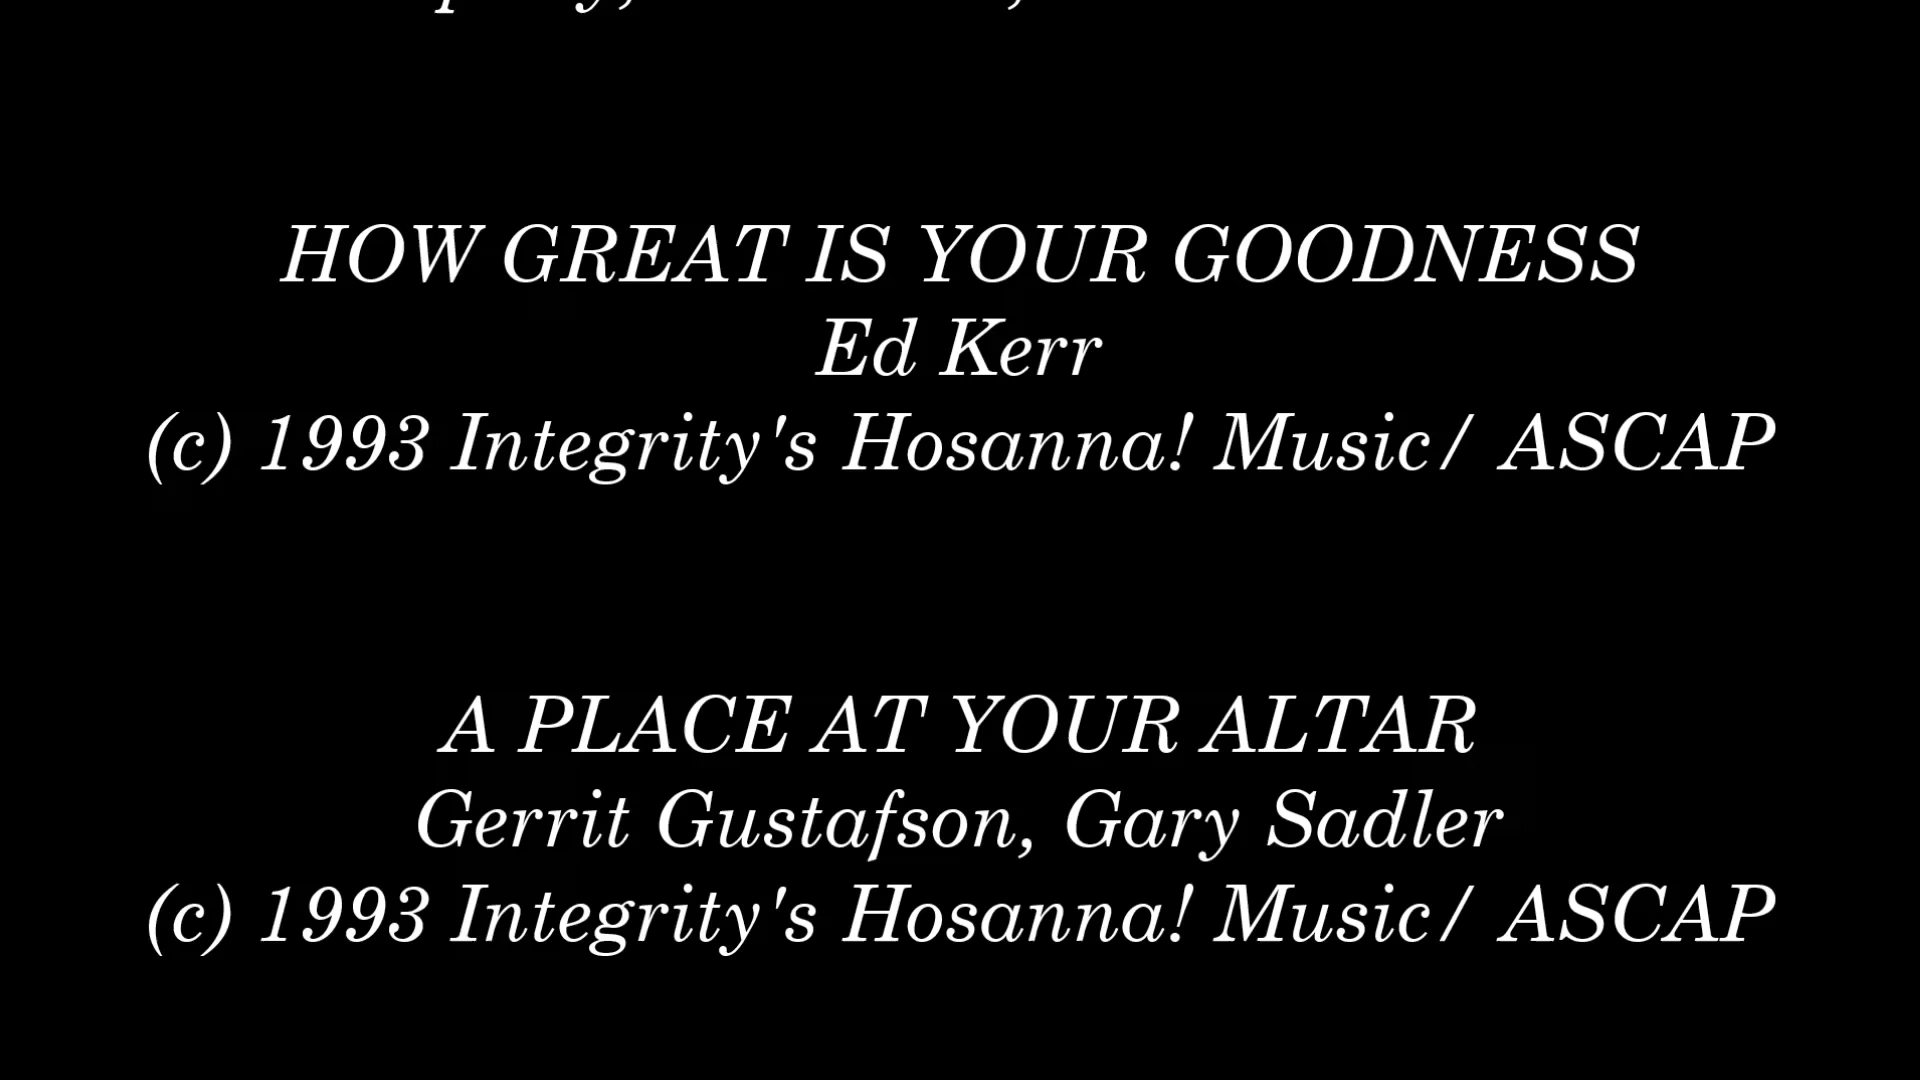 HOW GREAT IS YOUR GOODNESS
Ed Kerr
(c) 1993 Integrity's Hosanna! Music/ ASCAP
A PLACE AT YOUR ALTAR
Gerrit Gustafson, Gary Sadler
(c) 1993 Integrity's Hosanna! Music/ ASCAP